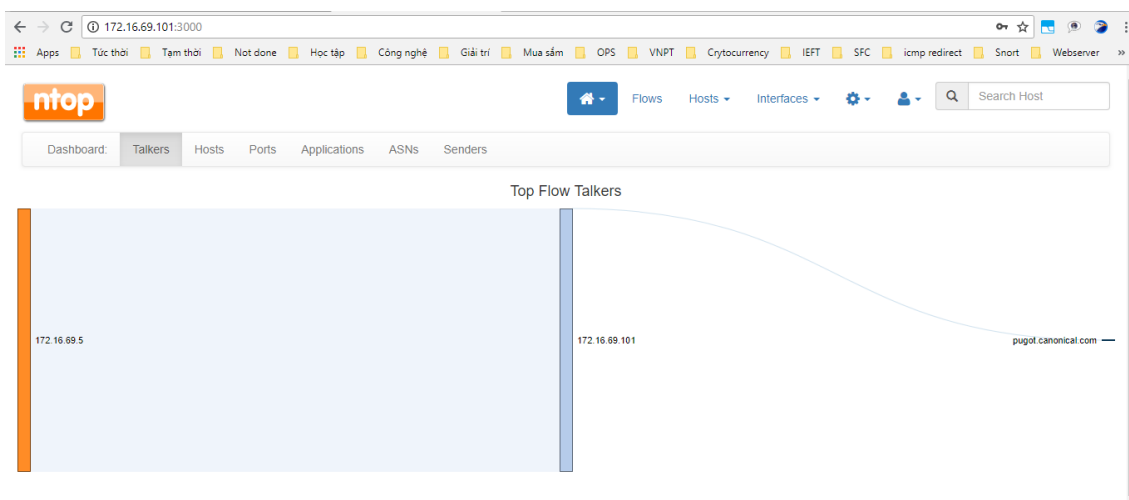 172.16.69.101:3000
Apps Tức thời Tạm thời Not done Học tập Công nghệ Giải trí Mua sắm OPS VNPT Crytocurrency IEFT SFC icmp redirect Snort Webserver »
ntop Flows Hosts Interfaces Search Host
Dashboard: Talkers Hosts Ports Applications ASNs Senders
Top Flow Talkers
172.16.69.5 172.16.69.101 pugot.canonical.com